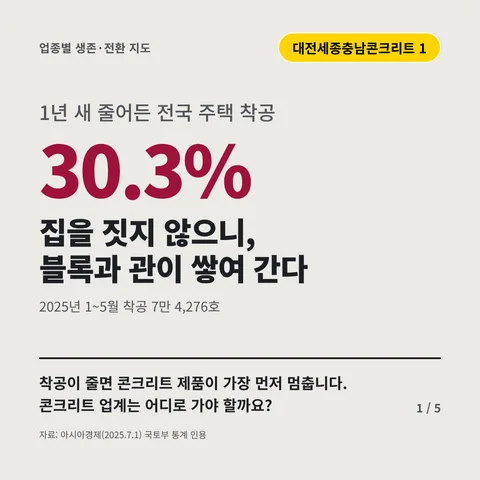 업종별 생존·전환 지도
대전세종충남콘크리트 1
1년 새 줄어든 전국 주택 착공
30.3%
집을 짓지 않으니,
블록과 관이 쌓여 간다
2025년 1~5월 착공 7만 4,276호
착공이 줄면 콘크리트 제품이 가장 먼저 멈춥니다.
콘크리트 업계는 어디로 가야 할까요?
1 / 5
자료: 아시아경제(2025.7.1) 국토부 통계 인용